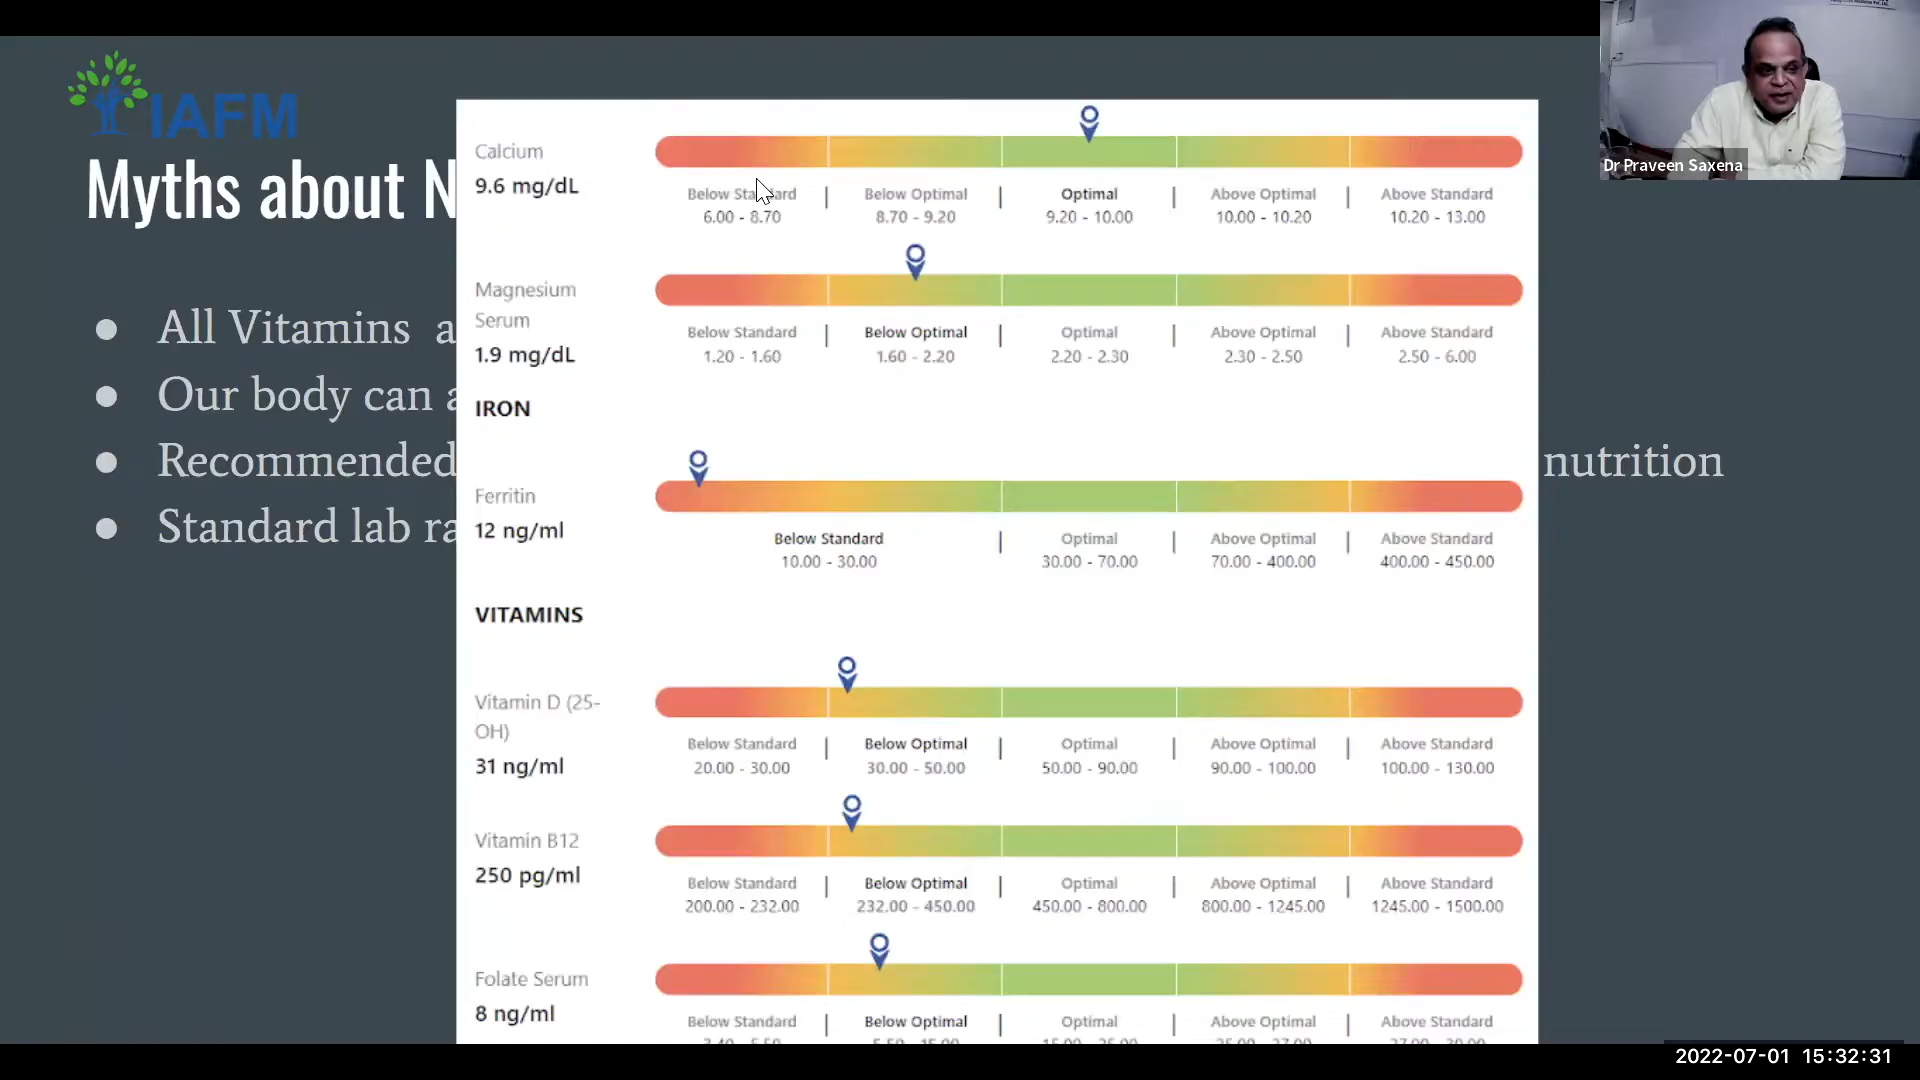 IAFM
Myths about N
All Vitamins a
Our body can a
Recommended
nutrition
Standard lab ra
Calcium
9.6 mg/dL
Below Standard | Below Optimal | Optimal | Above Optimal | Above Standard
6.00 - 8.70 8.70 - 9.20 9.20 - 10.00 10.00 - 10.20 10.20 - 13.00
Magnesium
Serum
1.9 mg/dL
Below Standard | Below Optimal | Optimal | Above Optimal | Above Standard
1.20 - 1.60 1.60 - 2.20 2.20 - 2.30 2.30 - 2.50 2.50 - 6.00
IRON
Ferritin
12 ng/ml
Below Standard | Optimal | Above Optimal | Above Standard
10.00 - 30.00 30.00 - 70.00 70.00 - 400.00 400.00 - 450.00
VITAMINS
Vitamin D (25-
OH)
31 ng/ml
Below Standard | Below Optimal | Optimal | Above Optimal | Above Standard
20.00 - 30.00 30.00 - 50.00 50.00 - 90.00 90.00 - 100.00 100.00 - 130.00
Vitamin B12
250 pg/ml
Below Standard | Below Optimal | Optimal | Above Optimal | Above Standard
200.00 - 232.00 232.00 - 450.00 450.00 - 800.00 800.00 - 1245.00 1245.00 - 1500.00
Folate Serum
8 ng/ml
Below Standard | Below Optimal | Optimal | Above Optimal | Above Standard
Dr Praveen Saxena
2022-07-01 15:32:31